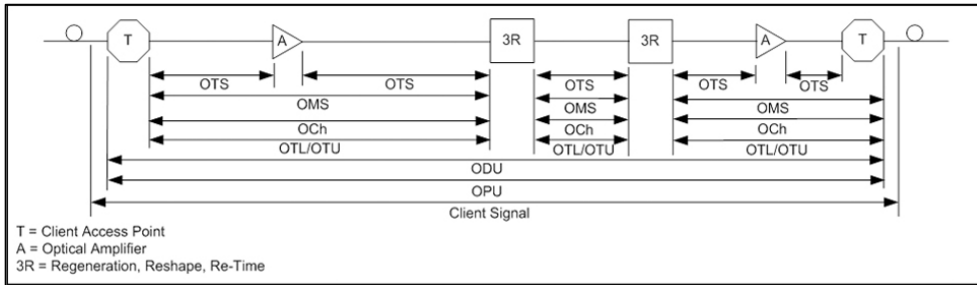 T A 3R 3R A T
OTS OTS OTS OTS OTS
OMS OMS OMS
OCh OCh OCh
OTL/OTU OTL/OTU OTL/OTU
ODU
OPU
Client Signal
T = Client Access Point
A = Optical Amplifier
3R = Regeneration, Reshape, Re-Time